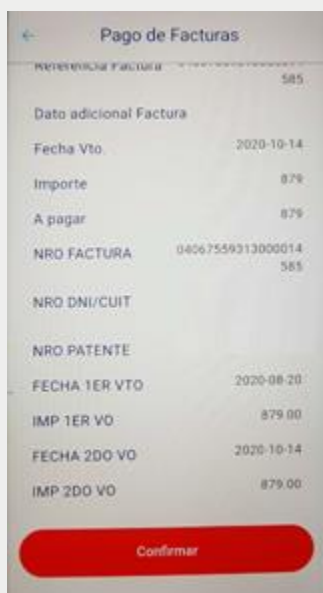 Pago de Facturas
Referencia Factura
585
Dato adicional Factura
Fecha Vto. 2020-10-14
Importe 879
A pagar 879
NRO FACTURA 04067559313000014
585
NRO DNI/CUIT
NRO PATENTE
FECHA 1ER VTO 2020-08-20
IMP 1ER VO 879.00
FECHA 2DO VO 2020-10-14
IMP 2DO VO 879.00
Confirmar